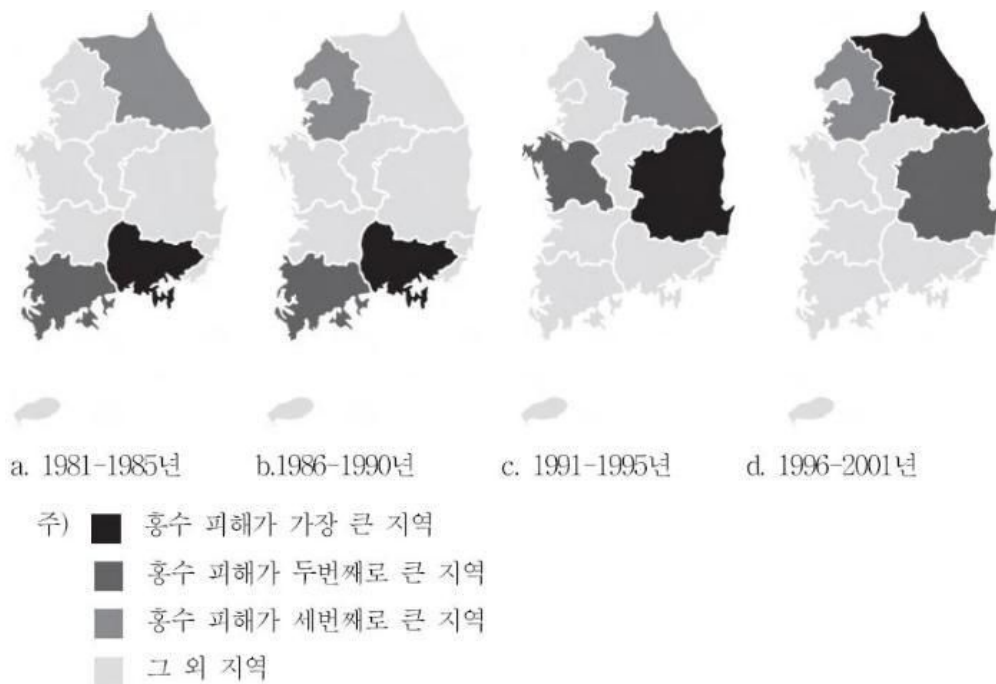 a. 1981-1985년 b.1986-1990년 c. 1991-1995년 d. 1996-2001년
주) 홍수 피해가 가장 큰 지역
홍수 피해가 두번째로 큰 지역
홍수 피해가 세번째로 큰 지역
그 외 지역